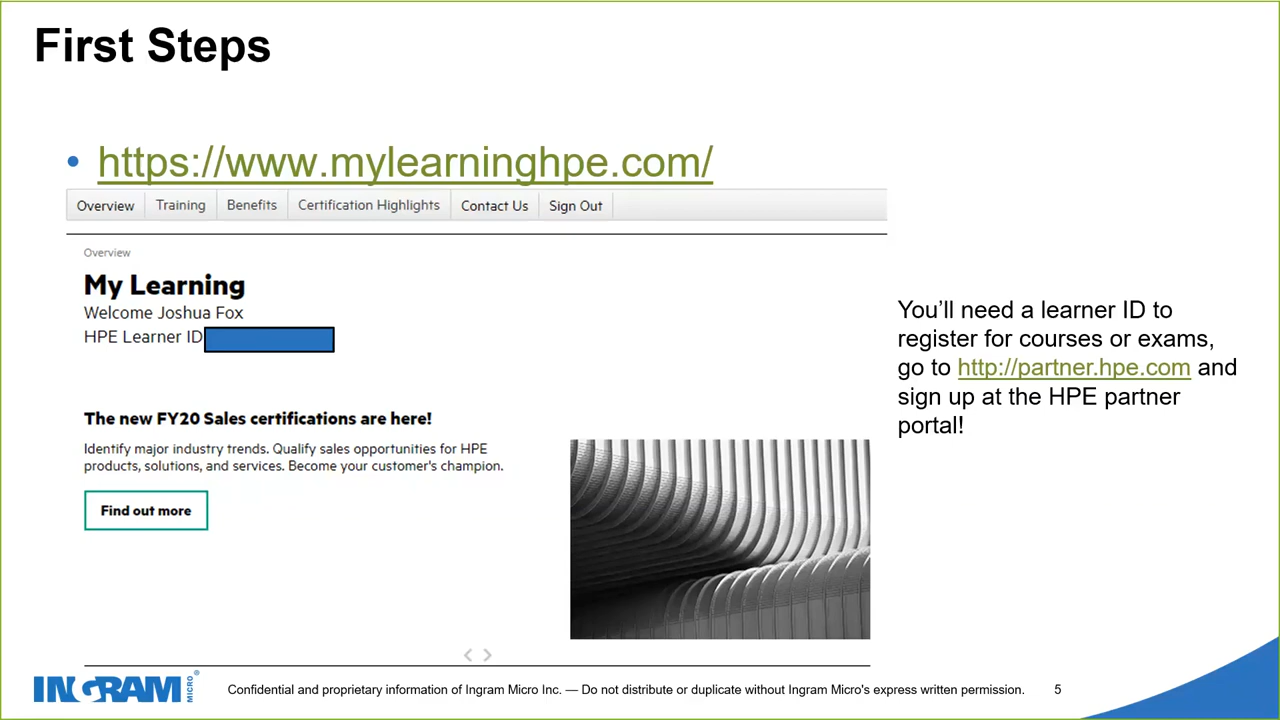 First Steps
• https://www.mylearninghpe.com/
Overview Training Benefits Certification Highlights Contact Us Sign Out
Overview
My Learning
Welcome Joshua Fox
HPE Learner ID
The new FY20 Sales certifications are here!
Identify major industry trends. Qualify sales opportunities for HPE
products, solutions, and services. Become your customer's champion.
Find out more
You’ll need a learner ID to
register for courses or exams,
go to http://partner.hpe.com and
sign up at the HPE partner
portal!
INGRAM MICRO ®
Confidential and proprietary information of Ingram Micro Inc. — Do not distribute or duplicate without Ingram Micro's express written permission. 5